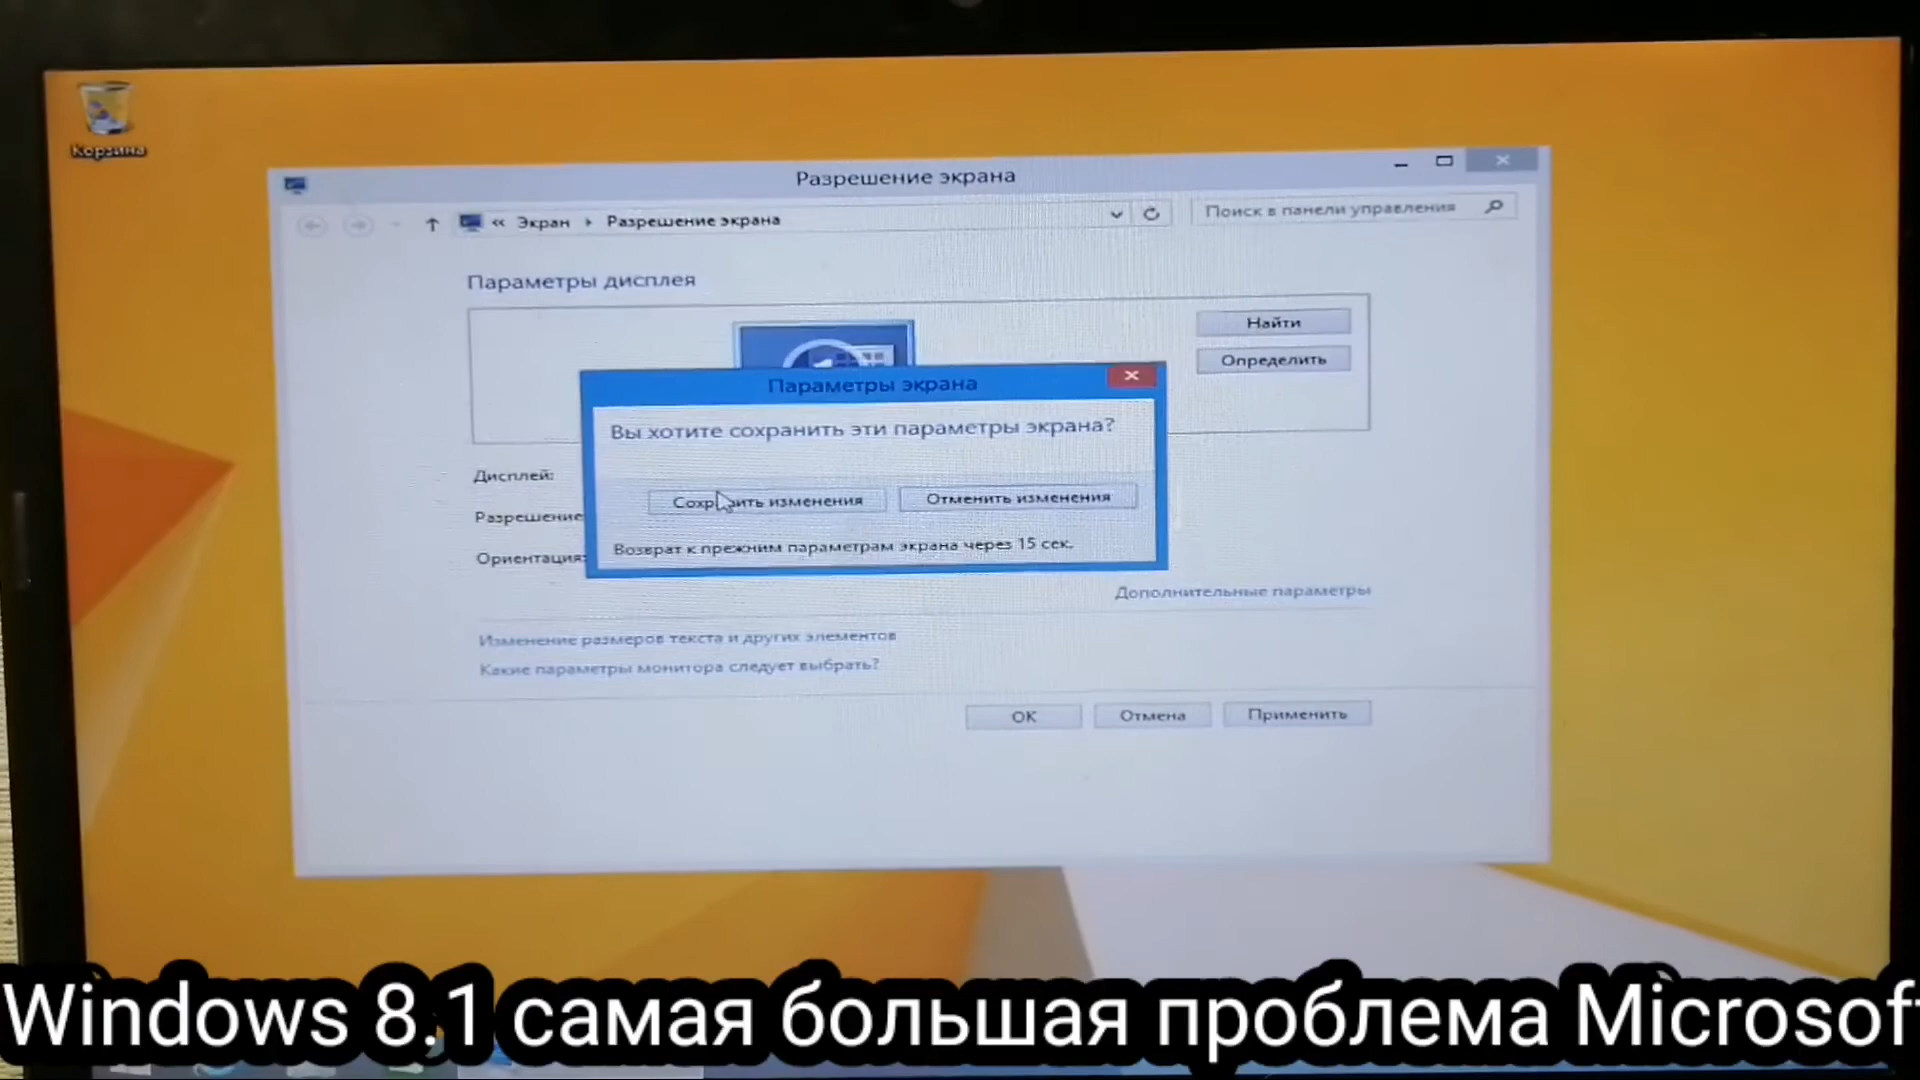 Корзина
Разрешение экрана
« Экран Разрешение экрана
Поиск в панели управления
Параметры дисплея
Найти
Определить
Параметры экрана
Вы хотите сохранить эти параметры экрана?
Дисплей:
Сохранить изменения
Отменить изменения
Разрешение
Ориентация:
Возврат к прежним параметрам экрана через 15 сек.
Дополнительные параметры
Изменение размеров текста и других элементов
Какие параметры монитора следует выбрать?
ОК
Отмена
Применить
Windows 8.1 самая большая проблема Microsoft